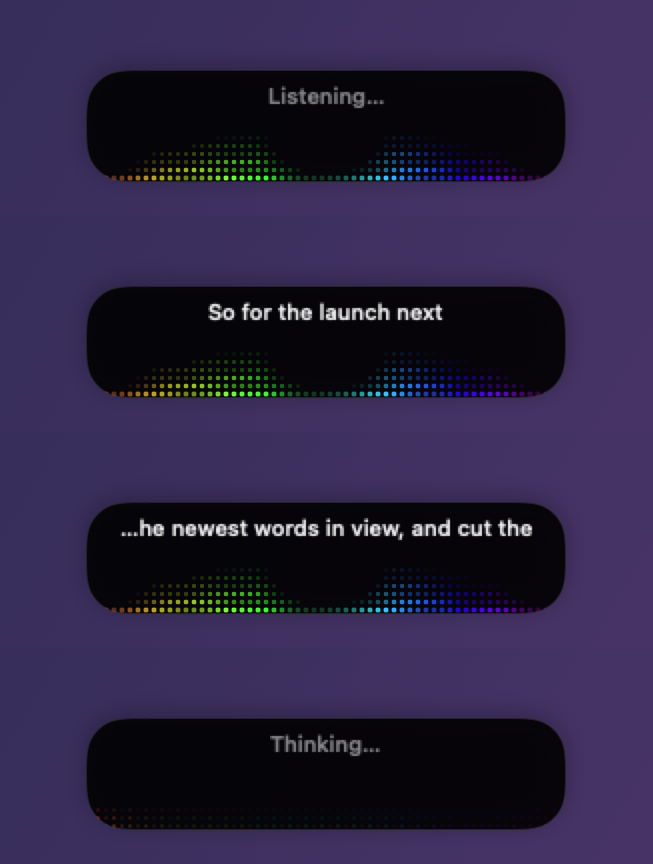 Listening...
So for the launch next
...he newest words in view, and cut the
Thinking...